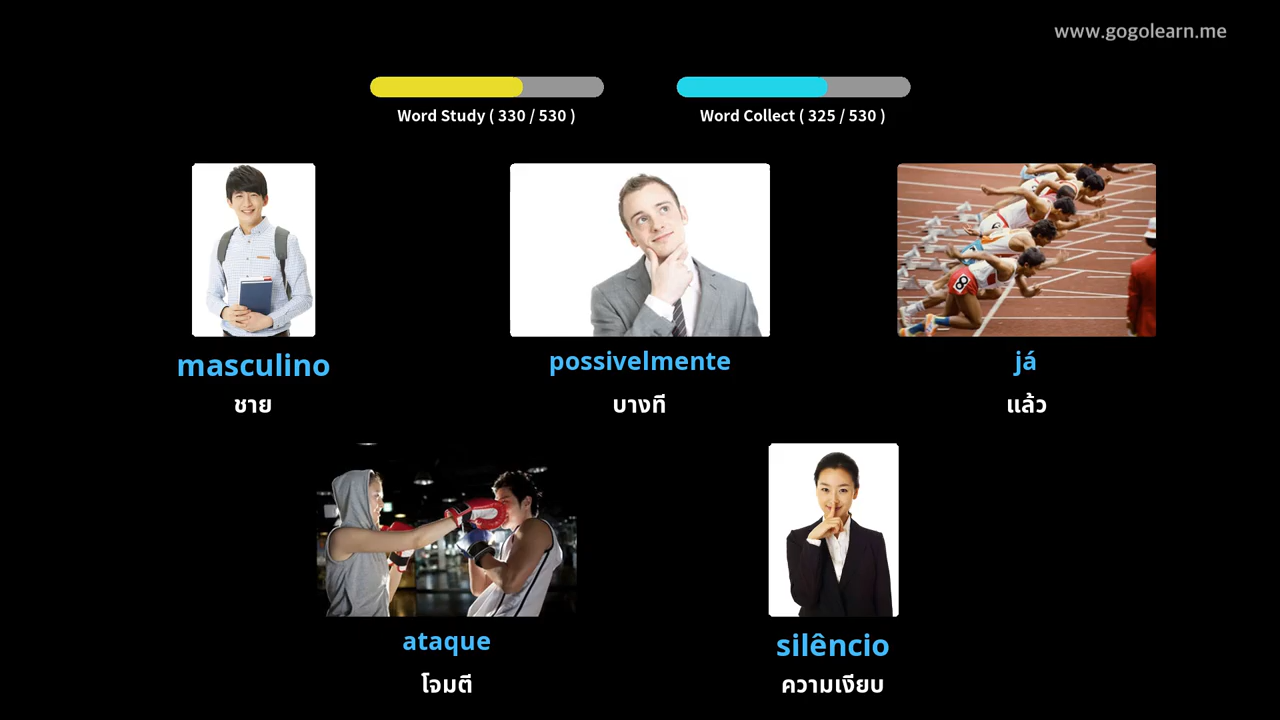 www.gogolearn.me
Word Study ( 330 / 530 )
Word Collect ( 325 / 530 )
masculino
ชาย
possivelmente
บางที
já
แล้ว
8
ataque
โจมตี
silêncio
ความเงียบ